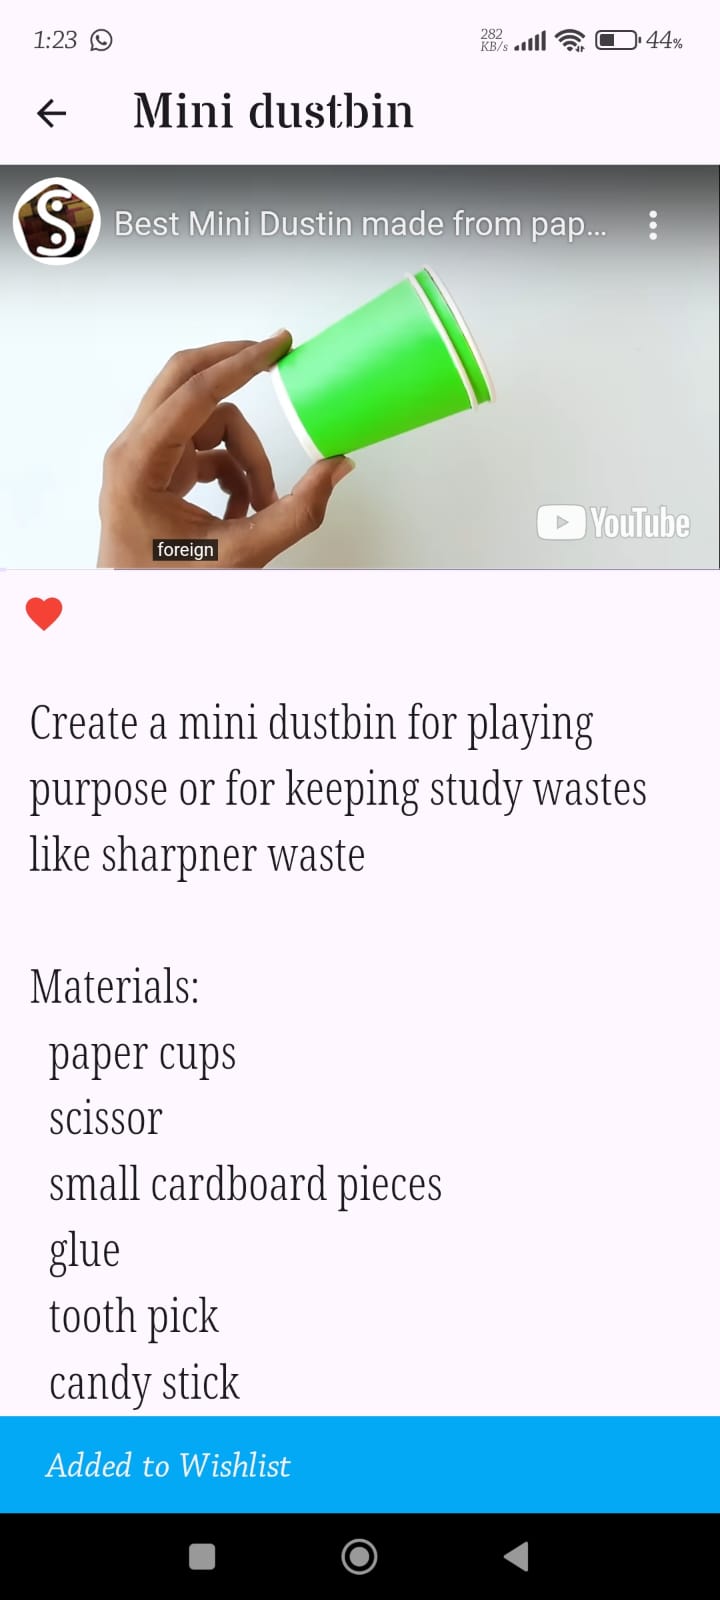 1:23
282
KB/s
44%
Mini dustbin
S
Best Mini Dustin made from pap...
YouTube
foreign
Create a mini dustbin for playing
purpose or for keeping study wastes
like sharpner waste
Materials:
paper cups
scissor
small cardboard pieces
glue
tooth pick
candy stick
Added to Wishlist